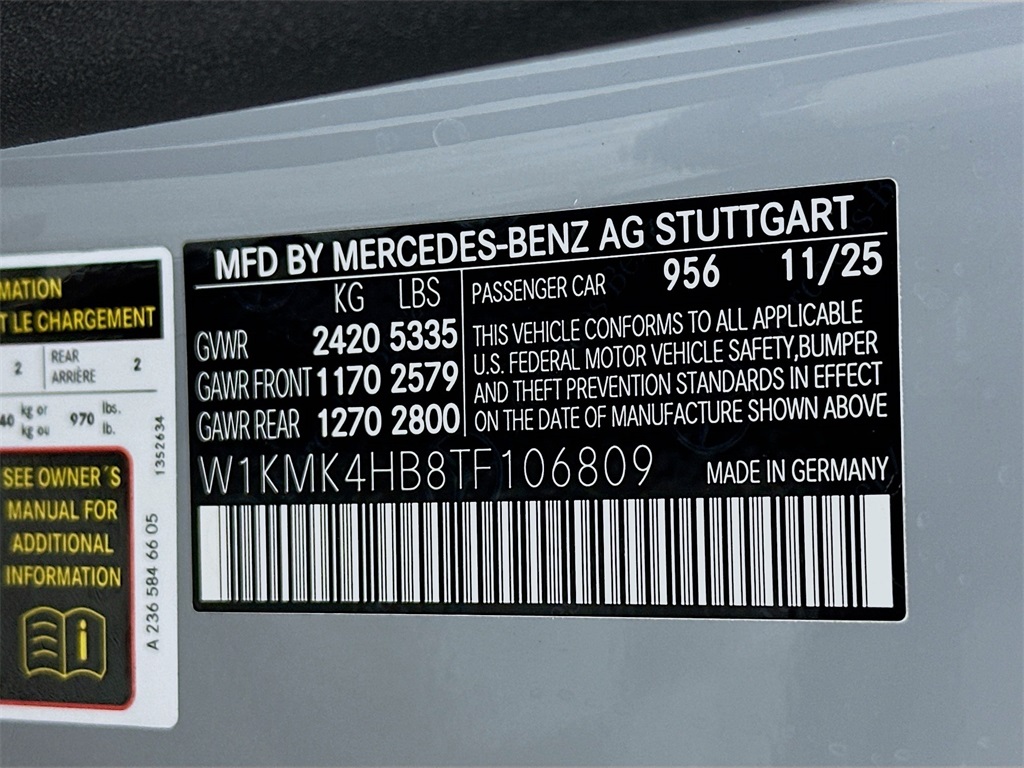 MFD BY MERCEDES-BENZ AG STUTTGART
KG LBS
GVWR 2420 5335
GAWR FRONT 1170 2579
GAWR REAR 1270 2800
PASSENGER CAR 956 11/25
THIS VEHICLE CONFORMS TO ALL APPLICABLE
U.S. FEDERAL MOTOR VEHICLE SAFETY,BUMPER
AND THEFT PREVENTION STANDARDS IN EFFECT
ON THE DATE OF MANUFACTURE SHOWN ABOVE
W1KMK4HB8TF106809
MADE IN GERMANY
MATION
T LE CHARGEMENT
2 REAR 2
ARRIÈRE
40 kg or 970 lbs.
kg ou lb.
SEE OWNER´S
MANUAL FOR
ADDITIONAL
INFORMATION
i
1352634
A 236 584 66 05